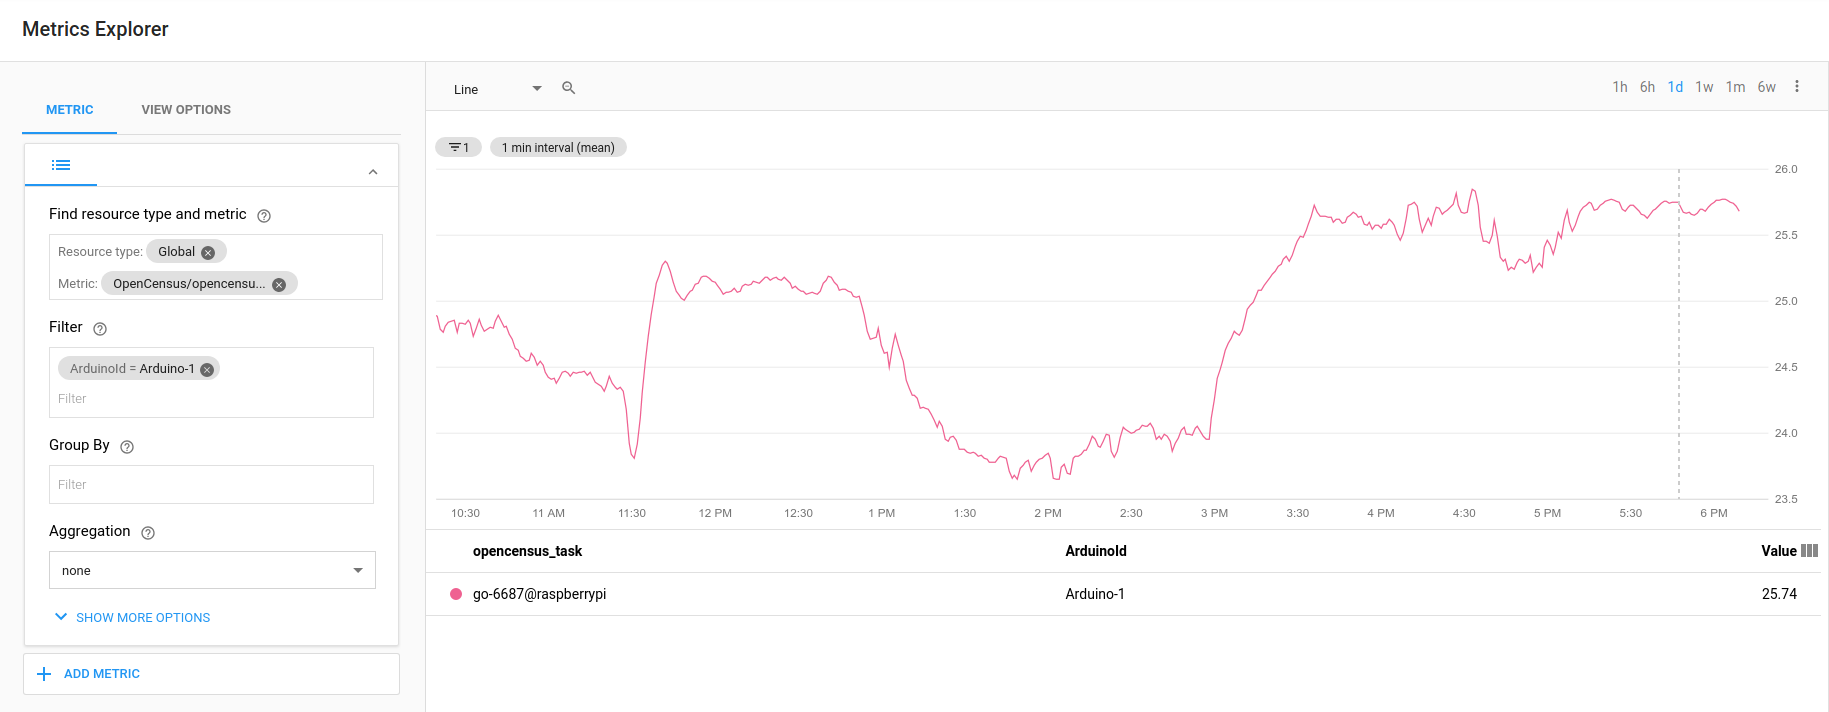 Metrics Explorer
METRIC
VIEW OPTIONS
Find resource type and metric
Resource type: Global
Metric: OpenCensus/opencensu...
Filter
ArduinoId = Arduino-1
Filter
Group By
Filter
Aggregation
none
SHOW MORE OPTIONS
ADD METRIC
Line
1h 6h 1d 1w 1m 6w
1
1 min interval (mean)
26.0
25.5
25.0
24.5
24.0
23.5
10:30 11 AM 11:30 12 PM 12:30 1 PM 1:30 2 PM 2:30 3 PM 3:30 4 PM 4:30 5 PM 5:30 6 PM
opencensus_task ArduinoId Value
go-6687@raspberrypi Arduino-1 25.74